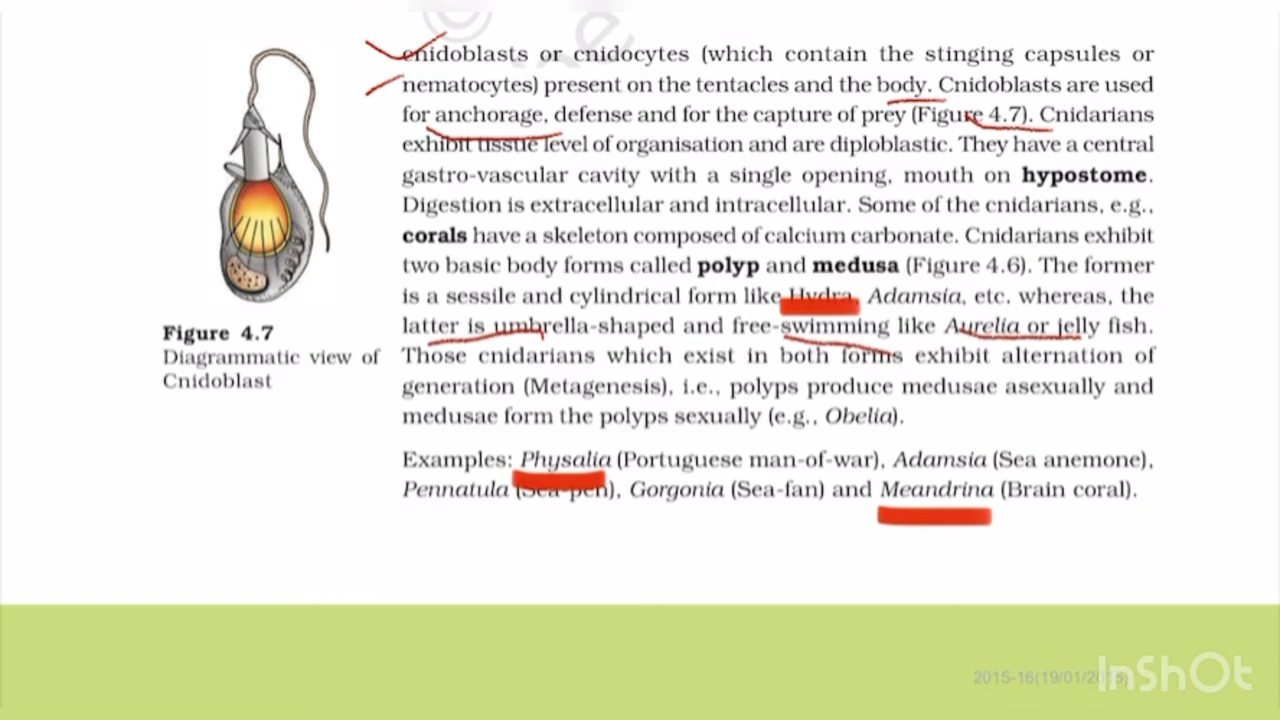 cnidoblasts or cnidocytes (which contain the stinging capsules or
nematocytes) present on the tentacles and the body. Cnidoblasts are used
for anchorage, defense and for the capture of prey (Figure 4.7). Cnidarians
exhibit tissue level of organisation and are diploblastic. They have a central
gastro-vascular cavity with a single opening, mouth on hypostome.
Digestion is extracellular and intracellular. Some of the cnidarians, e.g.,
corals have a skeleton composed of calcium carbonate. Cnidarians exhibit
two basic body forms called polyp and medusa (Figure 4.6). The former
is a sessile and cylindrical form like Hydra, Adamsia, etc. whereas, the
latter is umbrella-shaped and free-swimming like Aurelia or jelly fish.
Those cnidarians which exist in both forms exhibit alternation of
generation (Metagenesis), i.e., polyps produce medusae asexually and
medusae form the polyps sexually (e.g., Obelia).
Examples: Physalia (Portuguese man-of-war), Adamsia (Sea anemone),
Pennatula (Sea-pen), Gorgonia (Sea-fan) and Meandrina (Brain coral).
Figure 4.7
Diagrammatic view of
Cnidoblast
InShOt